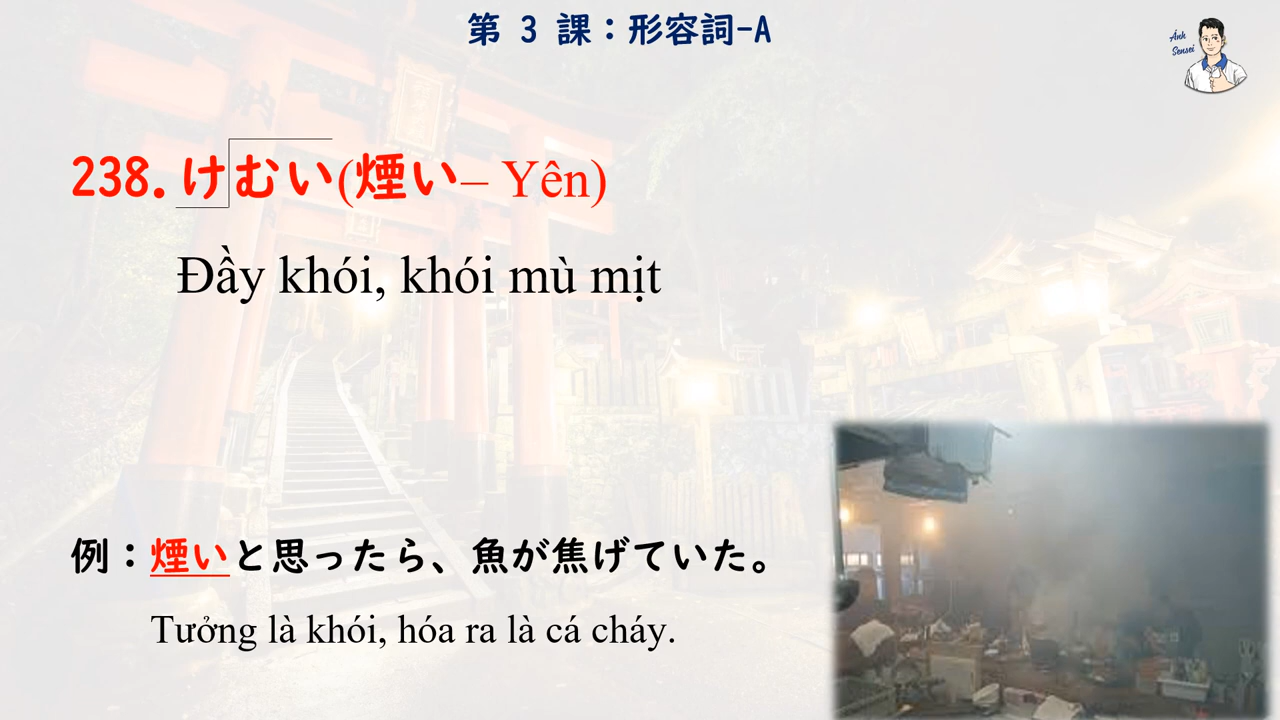 第 3 課：形容詞-A
Ánh
Sensei
238. けむい(煙い– Yên)
Đầy khói, khói mù mịt
例：煙いと思ったら、魚が焦げていた。
Tưởng là khói, hóa ra là cá cháy.